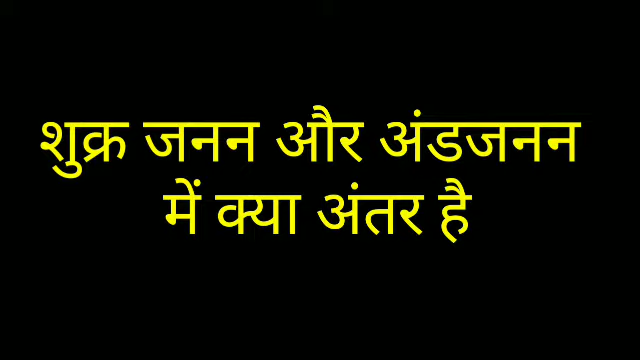 शुक्र जनन और अंडजनन
में क्या अंतर है